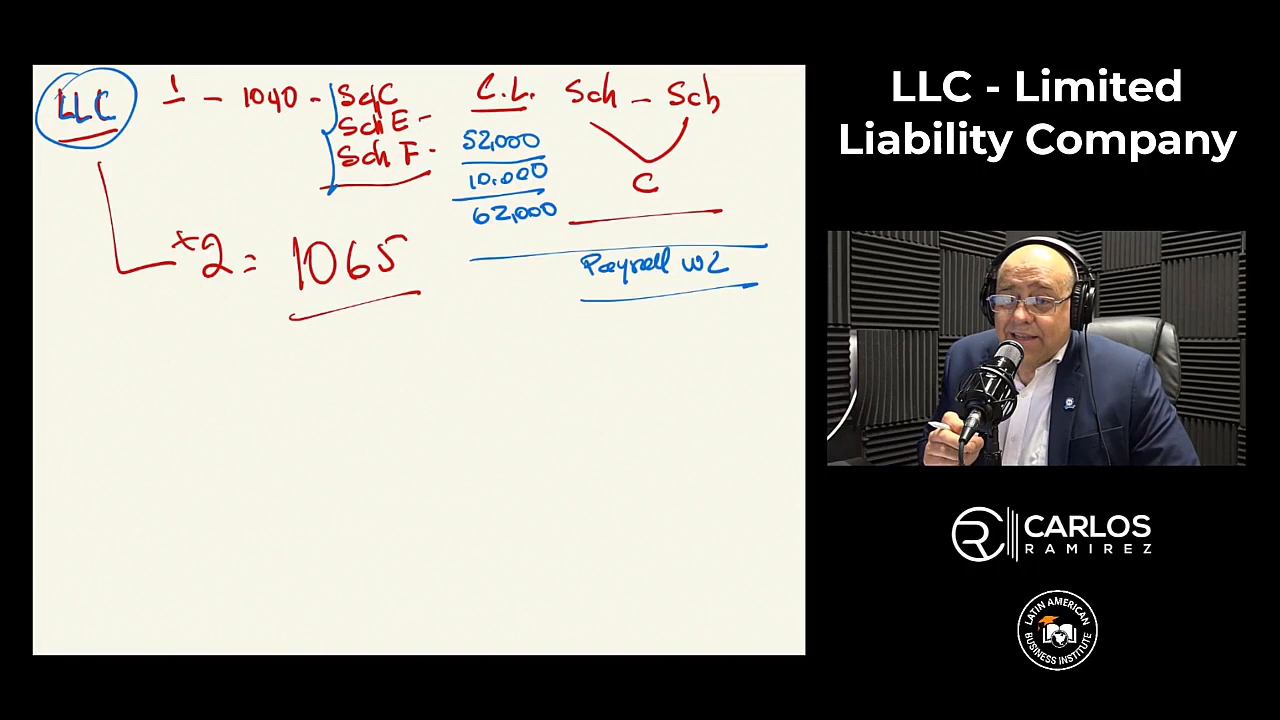 LLC 1 - 1040 - Sch C
Sch E -
Sch F -
C.L.
52,000
10,000
62,000
Sch - Sch
C
Payroll W2
x2 = 1065
LLC - Limited
Liability Company
CARLOS
RAMIREZ
LATIN AMERICAN
BUSINESS INSTITUTE